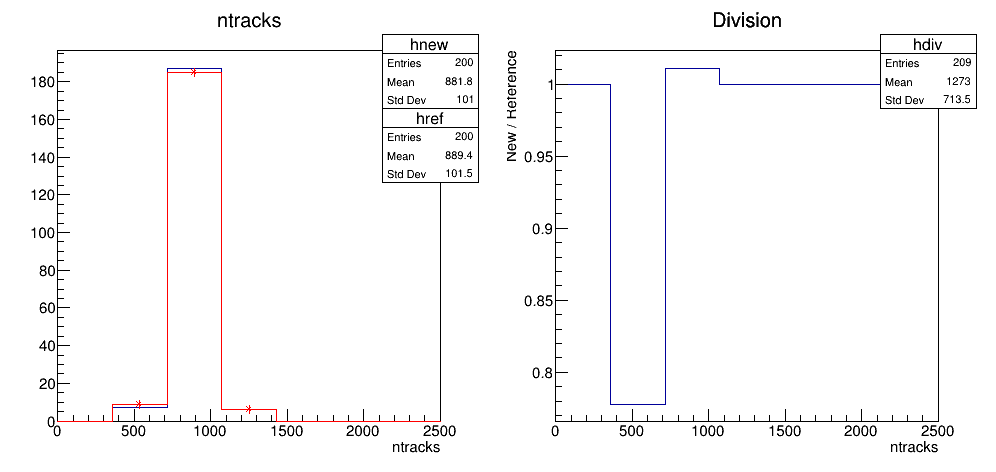 ntracks
hnew
Entries 200
Mean 881.8
Std Dev 101
href
Entries 200
Mean 889.4
Std Dev 101.5
180
160
140
120
100
80
60
40
20
0
0 500 1000 1500 2000 2500
ntracks
Division
hdiv
Entries 209
Mean 1273
Std Dev 713.5
New / Reference
1
0.95
0.9
0.85
0.8
0 500 1000 1500 2000 2500
ntracks